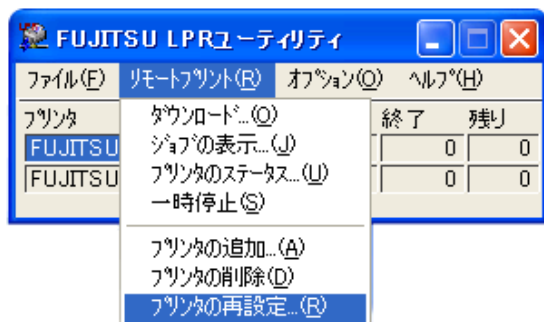 FUJITSU LPRユーティリティ
ファイル(F) リモートプリント(R) オプション(O) ヘルプ(H)
プリンタ 終了 残り
FUJITSU 0 0
FUJITSU 0 0
ダウンロード...(O)
ジョブの表示...(J)
プリンタのステータス...(U)
一時停止(S)
プリンタの追加...(A)
プリンタの削除(D)
プリンタの再設定...(R)